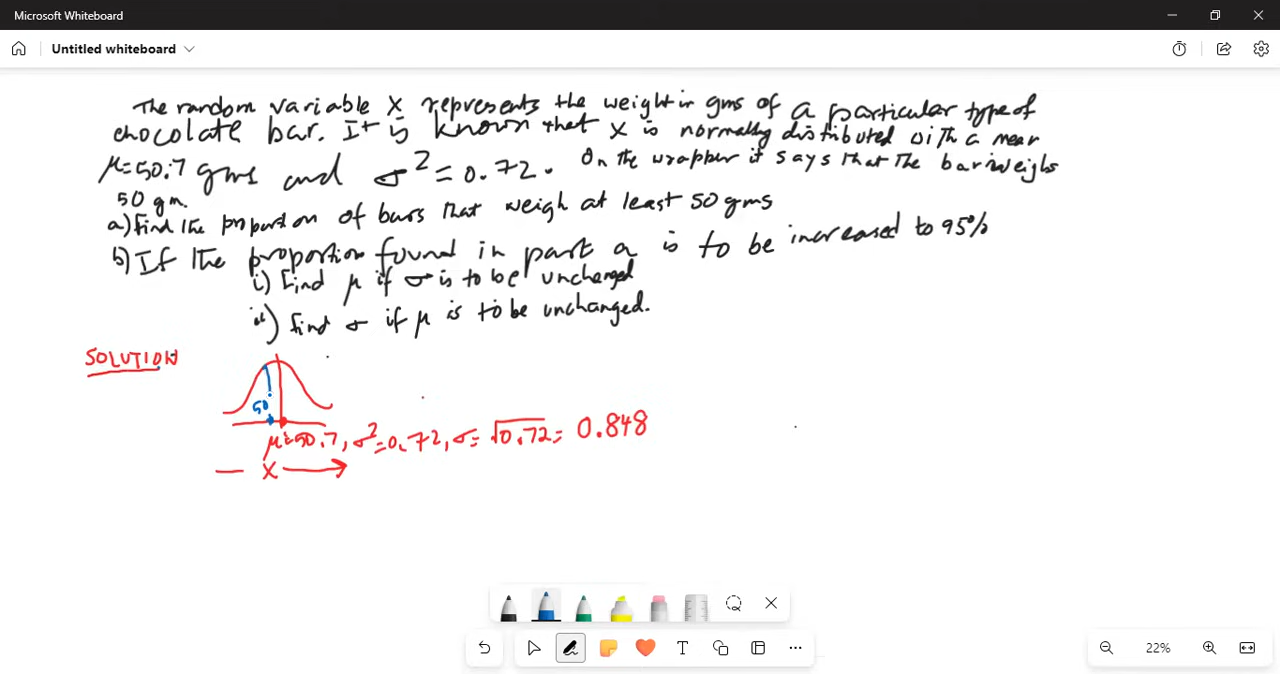 Microsoft Whiteboard
Untitled whiteboard
The random variable X represents the weight in gms of a particular type of
chocolate bar. It is known that X is normally distributed with a mean
μ=50.7 gms and σ²=0.72. On the wrapper it says that the bar weighs
50 gm.
a) Find the proportion of bars that weigh at least 50 gms
b) If the proportion found in part a is to be increased to 95%
i) Find μ if σ is to be unchanged
ii) Find σ if μ is to be unchanged.
SOLUTION
50
μ=50.7, σ²=0.72, σ=√0.72= 0.848
X
T
22%